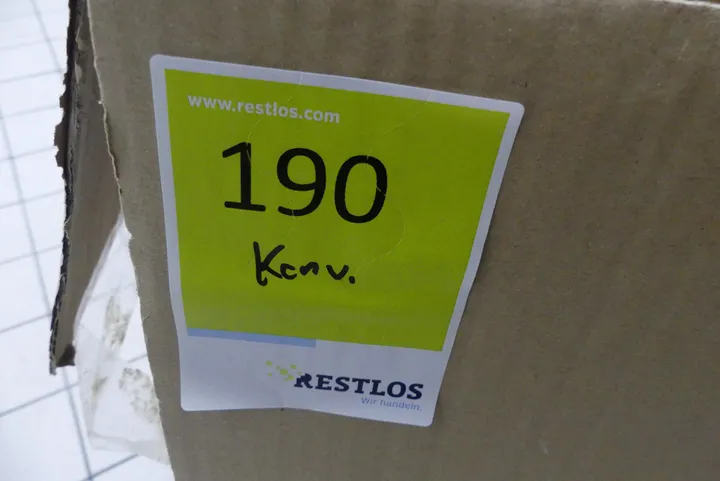 www.restlos.com
190
Konv.
RESTLOS
Wir handeln.